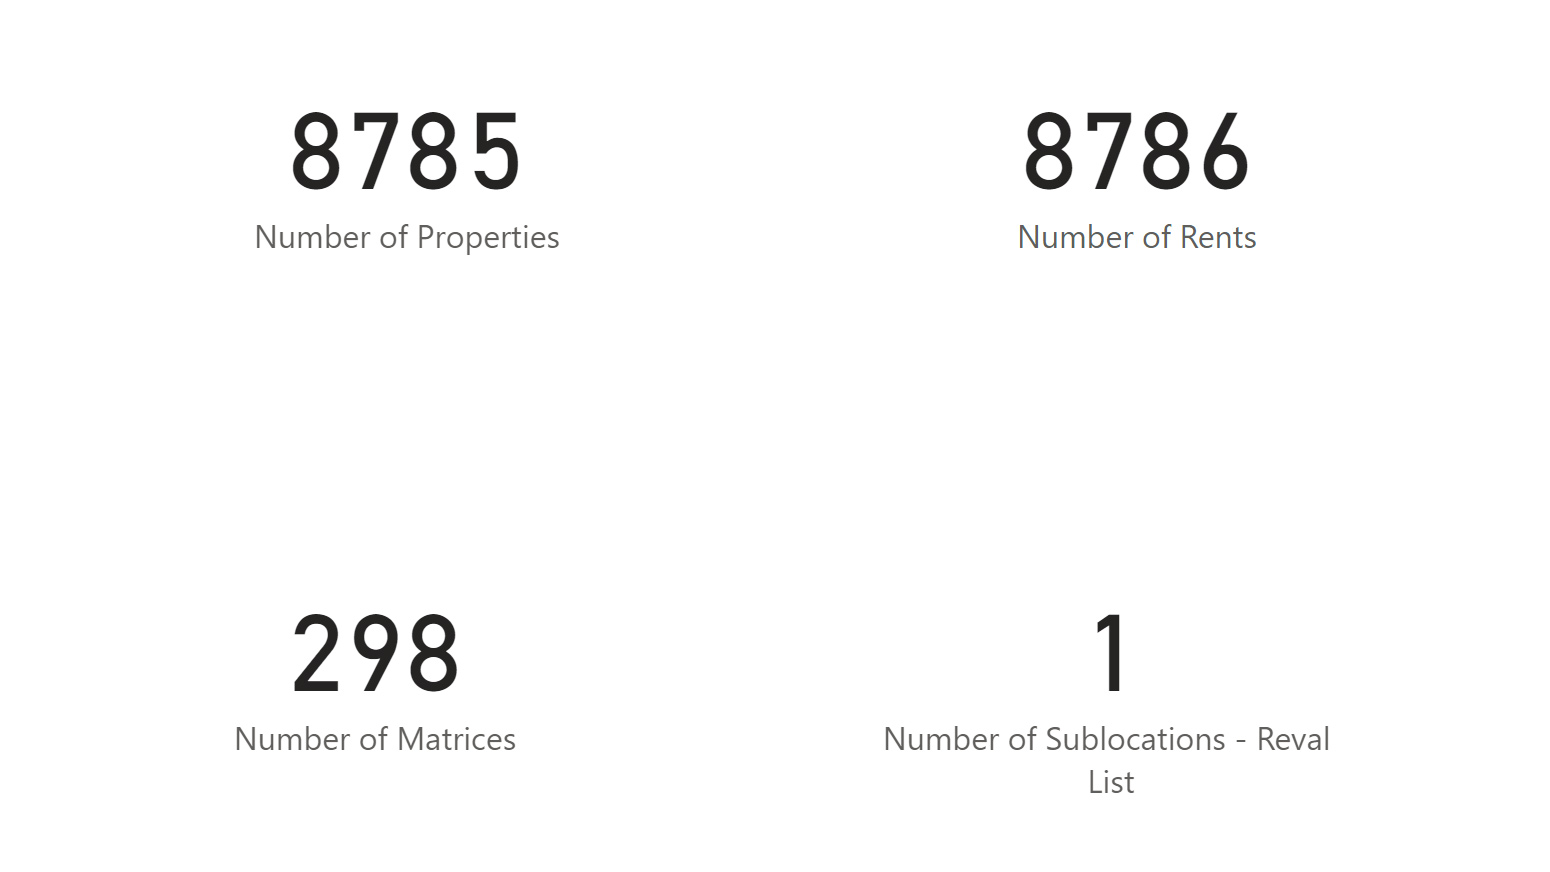 8785
Number of Properties
8786
Number of Rents
298
Number of Matrices
1
Number of Sublocations - Reval
List